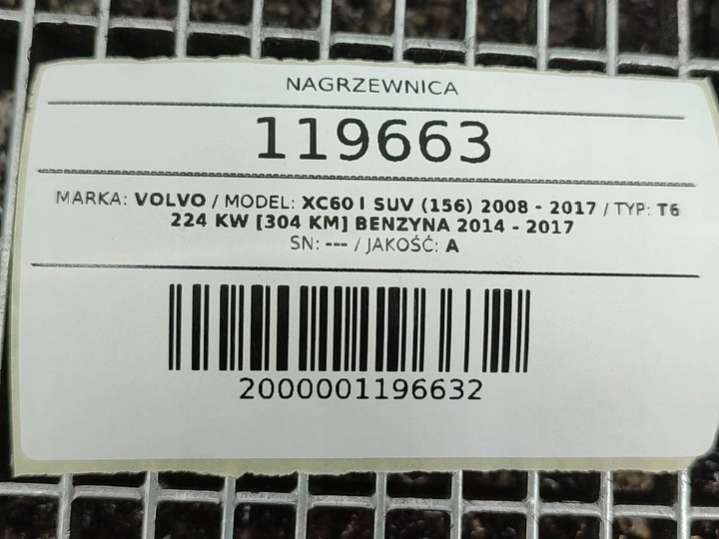 NAGRZEWNICA
119663
MARKA: VOLVO / MODEL: XC60 I SUV (156) 2008 - 2017 / TYP: T6
224 KW [304 KM] BENZYNA 2014 - 2017
SN: --- / JAKOŚĆ: A
2000001196632